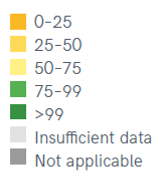 0-25
25-50
50-75
75-99
>99
Insufficient data
Not applicable